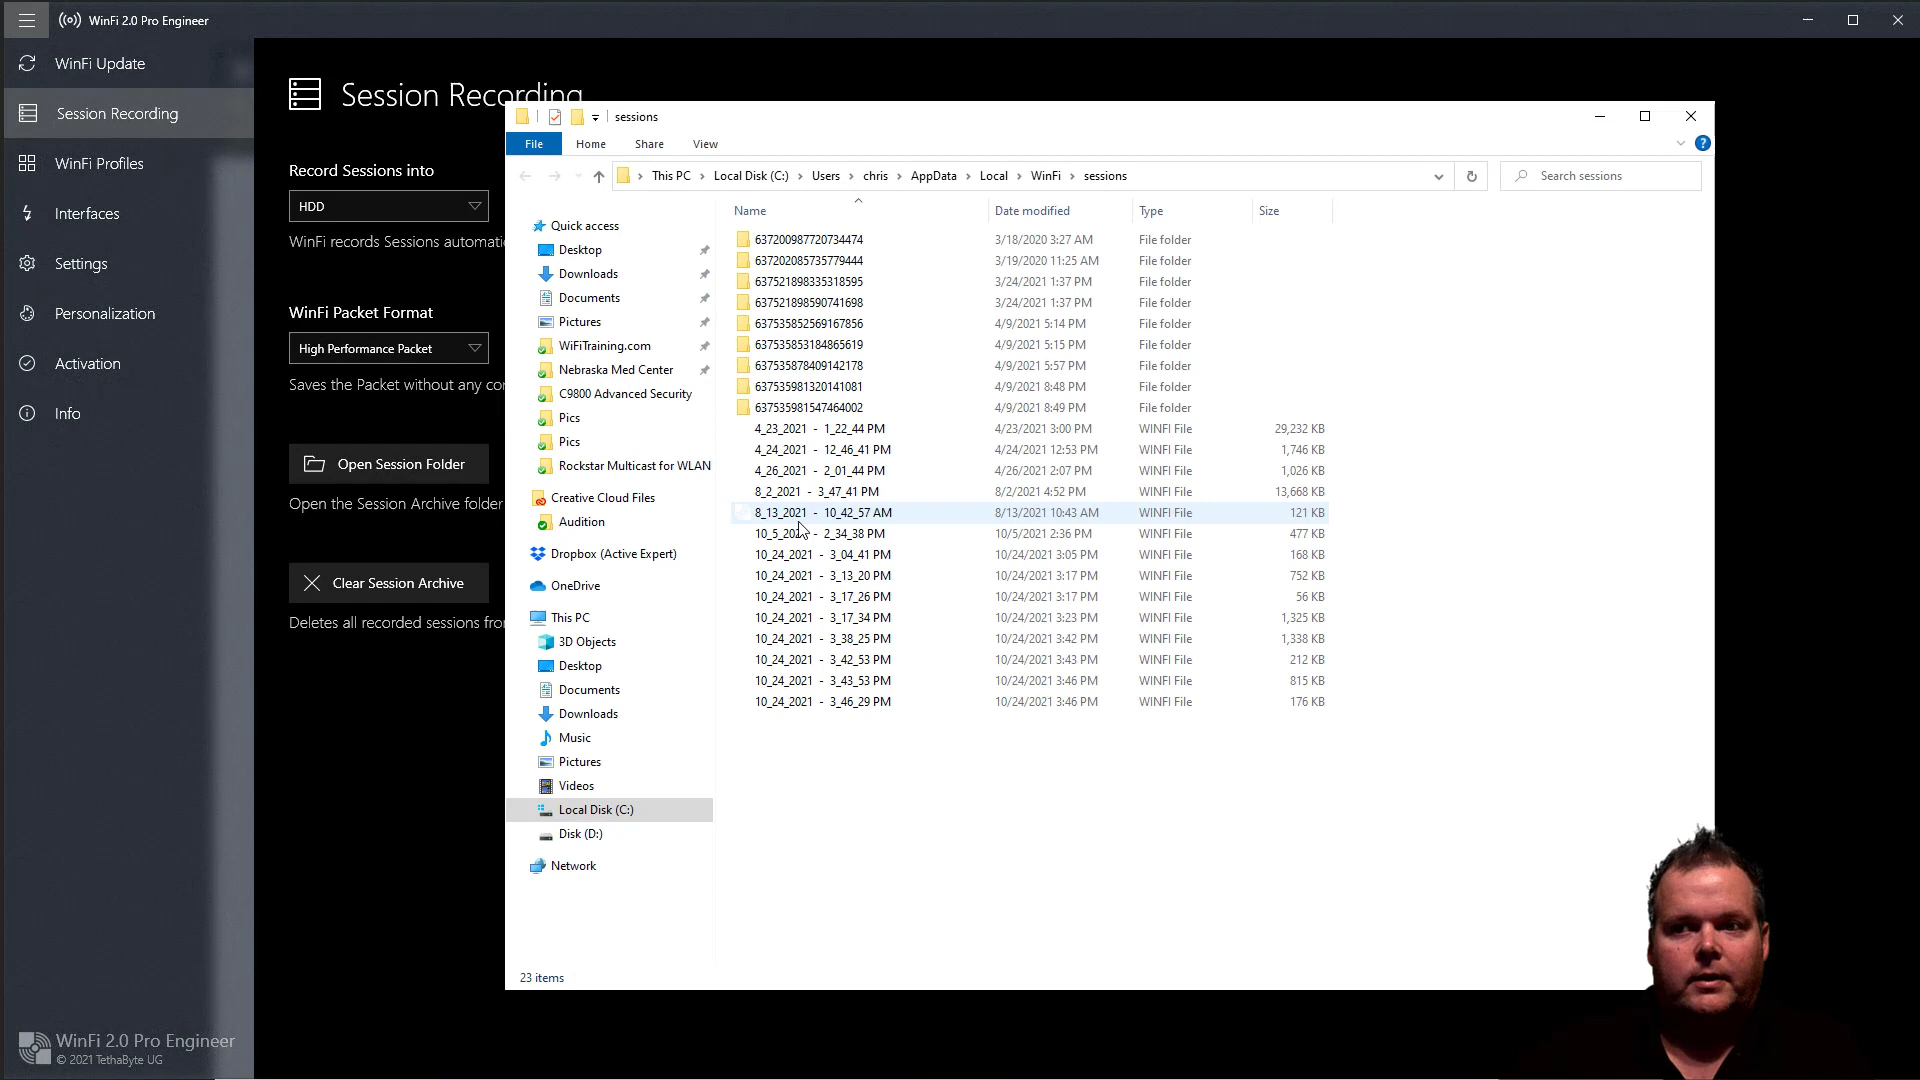 WinFi 2.0 Pro Engineer
WinFi Update
Session Recording
WinFi Profiles
Interfaces
Settings
Personalization
Activation
Info
WinFi 2.0 Pro Engineer
© 2021 TethaByte UG
Session Recording
Record Sessions into
HDD
WinFi records Sessions automati
WinFi Packet Format
High Performance Packet
Saves the Packet without any co
Open Session Folder
Open the Session Archive folder
Clear Session Archive
Deletes all recorded sessions fro
sessions
File Home Share View
This PC > Local Disk (C:) > Users > chris > AppData > Local > WinFi > sessions
Search sessions
Quick access
Desktop
Downloads
Documents
Pictures
WiFiTraining.com
Nebraska Med Center
C9800 Advanced Security
Pics
Pics
Rockstar Multicast for WLAN
Creative Cloud Files
Audition
Dropbox (Active Expert)
OneDrive
This PC
3D Objects
Desktop
Documents
Downloads
Music
Pictures
Videos
Local Disk (C:)
Disk (D:)
Network
Name Date modified Type Size
637200987720734474 3/18/2020 3:27 AM File folder
637202085735779444 3/19/2020 11:25 AM File folder
637521898335318595 3/24/2021 1:37 PM File folder
637521898590741698 3/24/2021 1:37 PM File folder
637535852569167856 4/9/2021 5:14 PM File folder
637535853184865619 4/9/2021 5:15 PM File folder
637535878409142178 4/9/2021 5:57 PM File folder
637535981320141081 4/9/2021 8:48 PM File folder
637535981547464002 4/9/2021 8:49 PM File folder
4_23_2021 - 1_22_44 PM 4/23/2021 3:00 PM WINFI File 29,232 KB
4_24_2021 - 12_46_41 PM 4/24/2021 12:53 PM WINFI File 1,746 KB
4_26_2021 - 2_01_44 PM 4/26/2021 2:07 PM WINFI File 1,026 KB
8_2_2021 - 3_47_41 PM 8/2/2021 4:52 PM WINFI File 13,668 KB
8_13_2021 - 10_42_57 AM 8/13/2021 10:43 AM WINFI File 121 KB
10_5_2021 - 2_34_38 PM 10/5/2021 2:36 PM WINFI File 477 KB
10_24_2021 - 3_04_41 PM 10/24/2021 3:05 PM WINFI File 168 KB
10_24_2021 - 3_13_20 PM 10/24/2021 3:17 PM WINFI File 752 KB
10_24_2021 - 3_17_26 PM 10/24/2021 3:17 PM WINFI File 56 KB
10_24_2021 - 3_17_34 PM 10/24/2021 3:23 PM WINFI File 1,325 KB
10_24_2021 - 3_38_25 PM 10/24/2021 3:42 PM WINFI File 1,338 KB
10_24_2021 - 3_42_53 PM 10/24/2021 3:43 PM WINFI File 212 KB
10_24_2021 - 3_43_53 PM 10/24/2021 3:46 PM WINFI File 815 KB
10_24_2021 - 3_46_29 PM 10/24/2021 3:46 PM WINFI File 176 KB
23 items